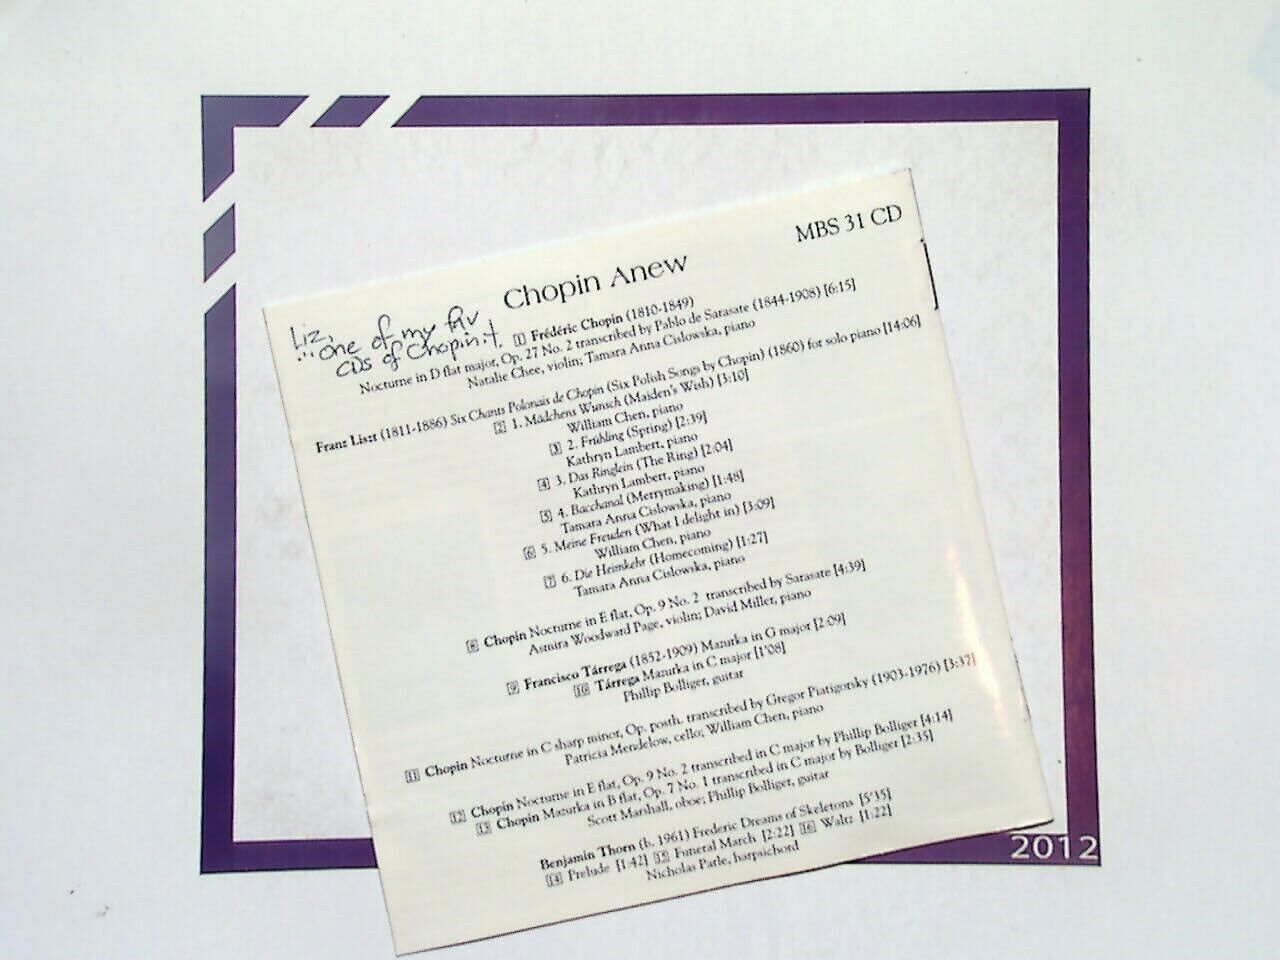 MBS 31 CD
Chopin Anew
Liz,
...one of my fav
CDs of Chopin :).
1 Frédéric Chopin (1810-1849)
Nocturne in D flat major, Op. 27 No. 2 transcribed by Pablo de Sarasate (1844-1908) [6:15]
Natalie Chee, violin; Tamara Anna Cislowska, piano
Franz Liszt (1811-1886) Six Chants Polonais de Chopin (Six Polish Songs by Chopin) (1860) for solo piano [14:06]
2 1. Mädchens Wunsch (Maiden's Wish) [3:10]
William Chen, piano
3 2. Frühling (Spring) [2:39]
Kathryn Lambert, piano
4 3. Das Ringlein (The Ring) [2:04]
Kathryn Lambert, piano
5 4. Bacchanal (Merrymaking) [1:48]
Tamara Anna Cislowska, piano
6 5. Meine Freuden (What I delight in) [3:09]
William Chen, piano
7 6. Die Heimkehr (Homecoming) [1:27]
Tamara Anna Cislowska, piano
8 Chopin Nocturne in E flat, Op. 9 No. 2 transcribed by Sarasate [4:39]
Asmira Woodward Page, violin; David Miller, piano
9 Francisco Tárrega (1852-1909) Mazurka in G major [2:09]
10 Tárrega Mazurka in C major [1'08]
Phillip Bolliger, guitar
11 Chopin Nocturne in C sharp minor, Op. posth. transcribed by Gregor Piatigorsky (1903-1976) [3:37]
Patricia Mendelow, cello; William Chen, piano
12 Chopin Nocturne in E flat, Op. 9 No. 2 transcribed in C major by Phillip Bolliger [4:14]
13 Chopin Mazurka in B flat, Op. 7 No. 1 transcribed in C major by Bolliger [2:35]
Scott Marshall, oboe; Phillip Bolliger, guitar
Benjamin Thorn (b. 1961) Frederic Dreams of Skeletons [5'35]
14 Prelude [1:42] 15 Funeral March [2:22] 16 Waltz [1:22]
Nicholas Parle, harpsichord
2012